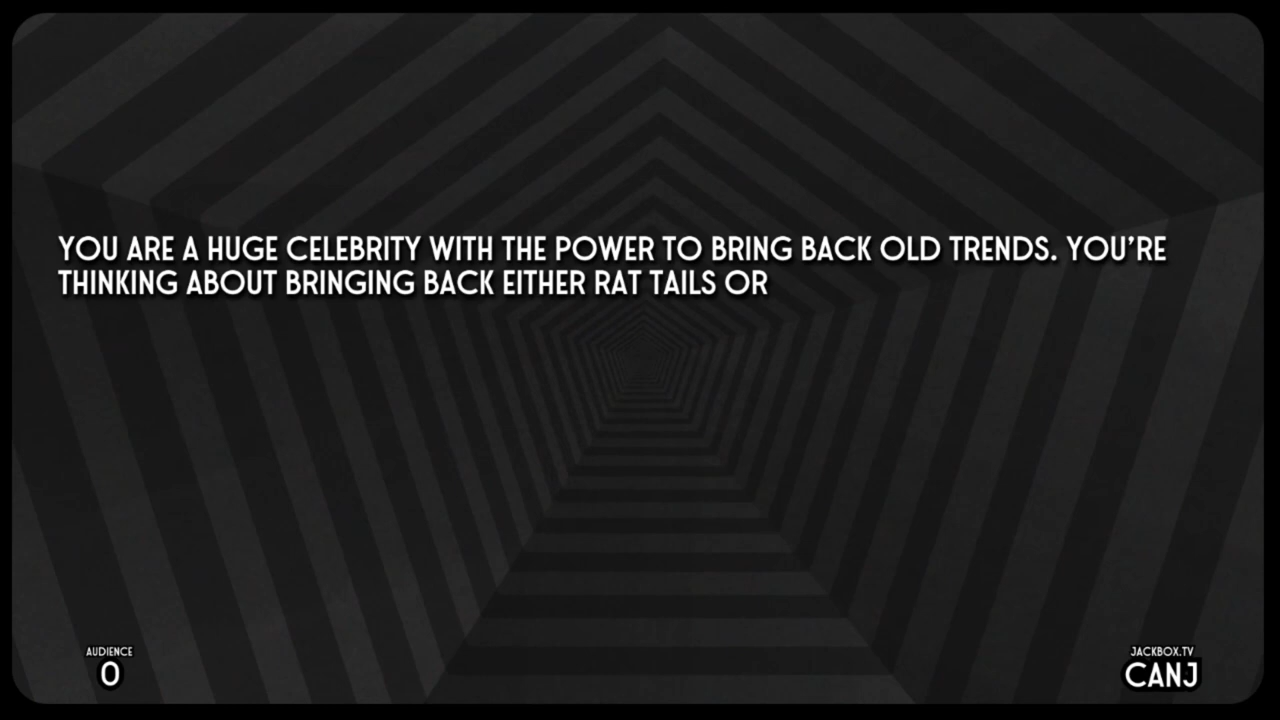 YOU ARE A HUGE CELEBRITY WITH THE POWER TO BRING BACK OLD TRENDS. YOU'RE
THINKING ABOUT BRINGING BACK EITHER RAT TAILS OR
AUDIENCE
0
JACKBOX.TV
CANJ